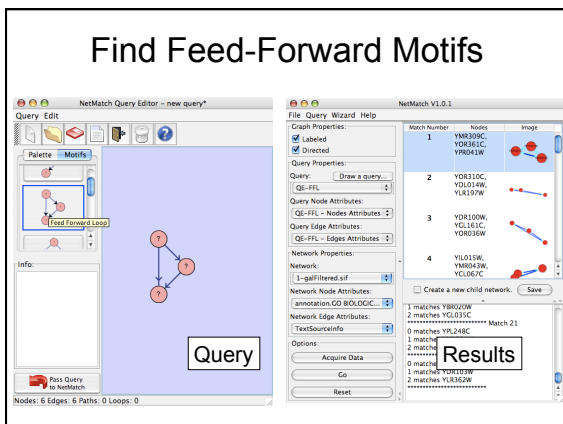 Find Feed-Forward Motifs
NetMatch Query Editor - new query*
Query Edit
Palette Motifs
Feed Forward Loop
?
?
?
Info:
Query
Pass Query
to NetMatch
Nodes: 6 Edges: 6 Paths: 0 Loops: 0
NetMatch V1.0.1
File Query Wizard Help
Graph Properties:
Labeled
Directed
Query Properties:
Query: Draw a query...
QE-FFL
Query Node Attributes:
QE-FFL - Nodes Attributes
Query Edge Attributes:
QE-FFL - Edges Attributes
Network Properties:
Network:
1-galFiltered.sif
Network Node Attributes:
annotation.GO BIOLOGIC...
Network Edge Attributes:
TextSourceInfo
Options:
Acquire Data
Go
Reset
Match Number Nodes Image
1 YMR309C,
YOR361C,
YPR041W
2 YOR310C,
YDL014W,
YLR197W
3 YDR100W,
YGL161C,
YOR036W
4 YIL015W,
YMR043W,
YCL067C
Create a new child network. Save
1 matches YBR020W
2 matches YGL035C
************************ Match 21
0 matches YPL248C
1 matche
2 matche
0 matche
1 matches YDR103W
2 matches YLR362W
************************
Results